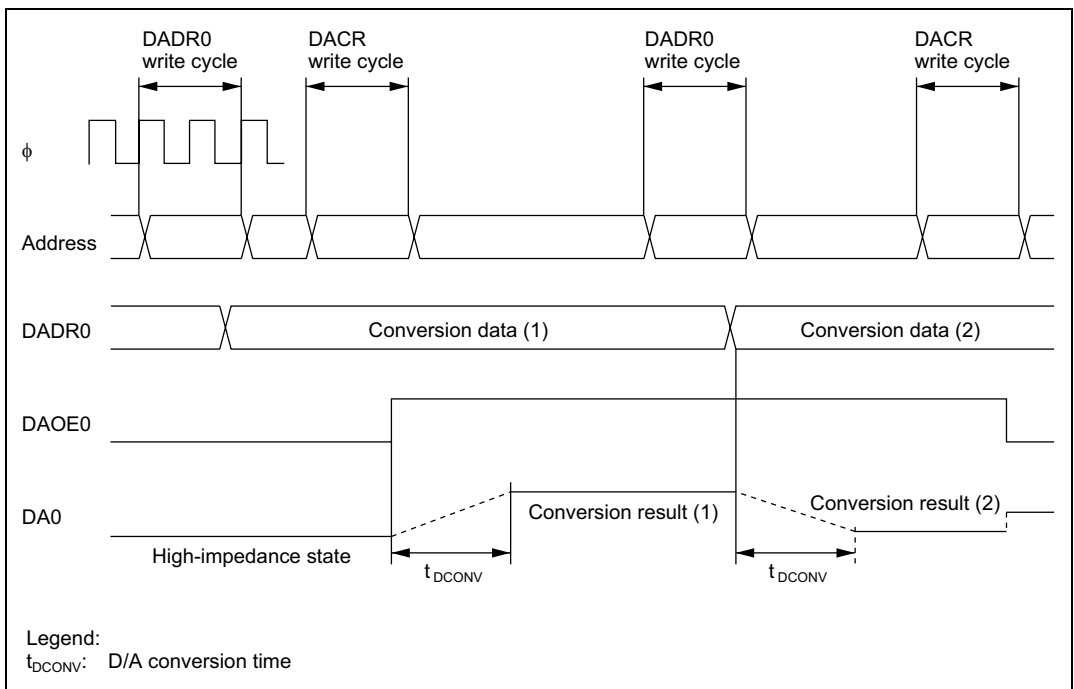 DADR0
write cycle
DACR
write cycle
DADR0
write cycle
DACR
write cycle
ϕ
Address
DADR0
Conversion data (1)
Conversion data (2)
DAOE0
DA0
Conversion result (1)
Conversion result (2)
High-impedance state
tDCONV
tDCONV
Legend:
tDCONV: D/A conversion time